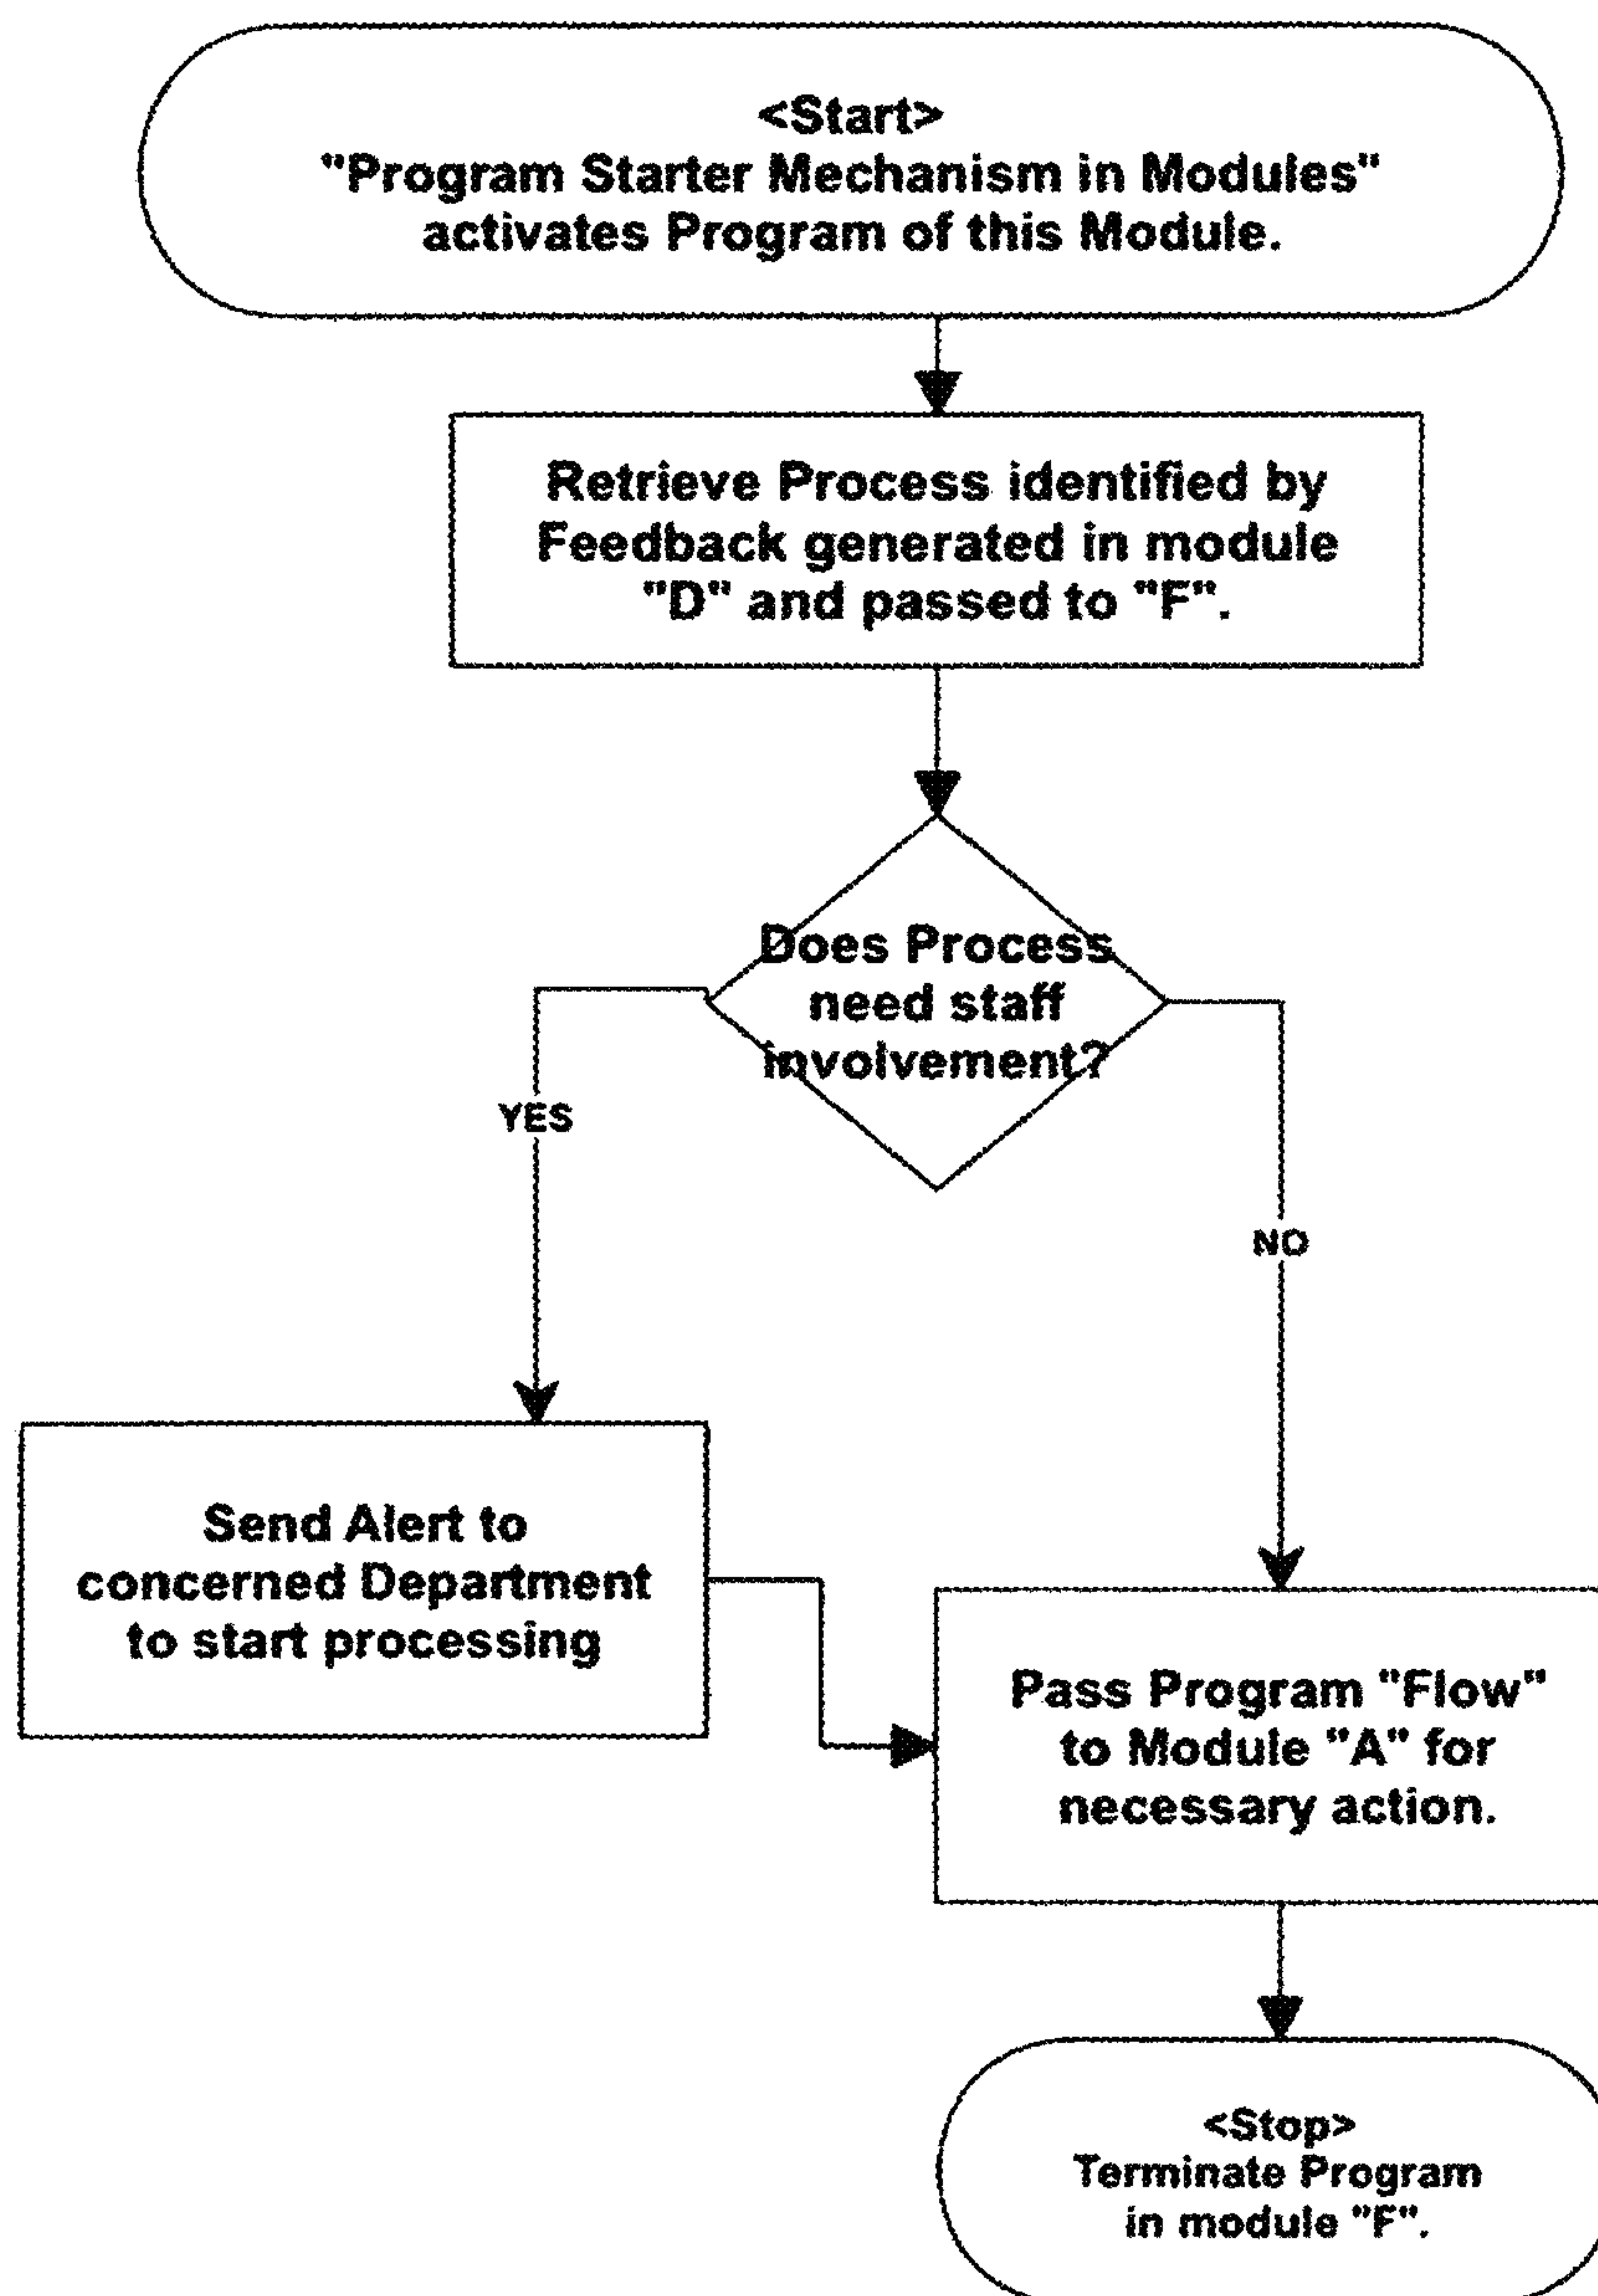 <Start>
"Program Starter Mechanism in Modules"
activates Program of this Module.
Retrieve Process identified by
Feedback generated in module
"D" and passed to "F".
Does Process
need staff
involvement?
YES
NO
Send Alert to
concerned Department
to start processing
Pass Program "Flow"
to Module "A" for
necessary action.
<Stop>
Terminate Program
in module "F".